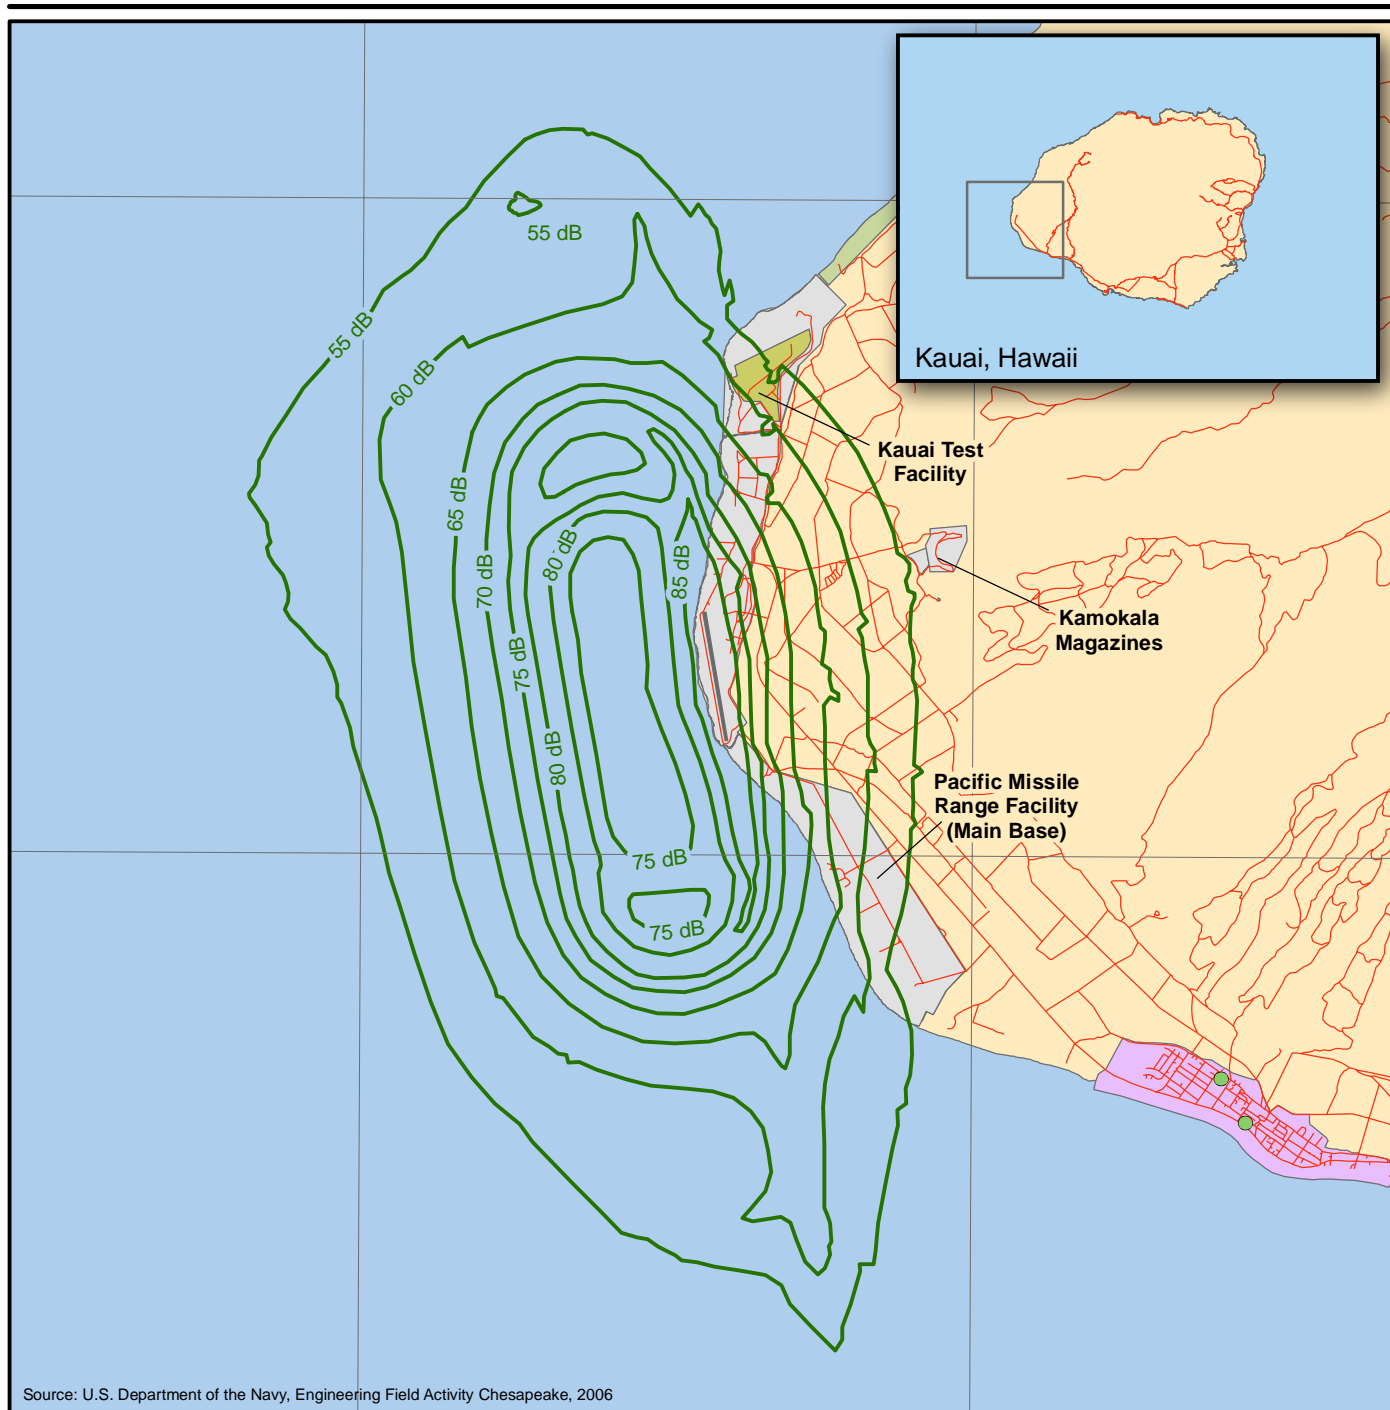 55 dB
55 dB
60 dB
Kauai, Hawaii
Kauai Test
Facility
65 dB
70 dB
80 dB
85 dB
Kamokala
Magazines
75 dB
80 dB
Pacific Missile
Range Facility
(Main Base)
75 dB
75 dB
Source: U.S. Department of the Navy, Engineering Field Activity Chesapeake, 2006